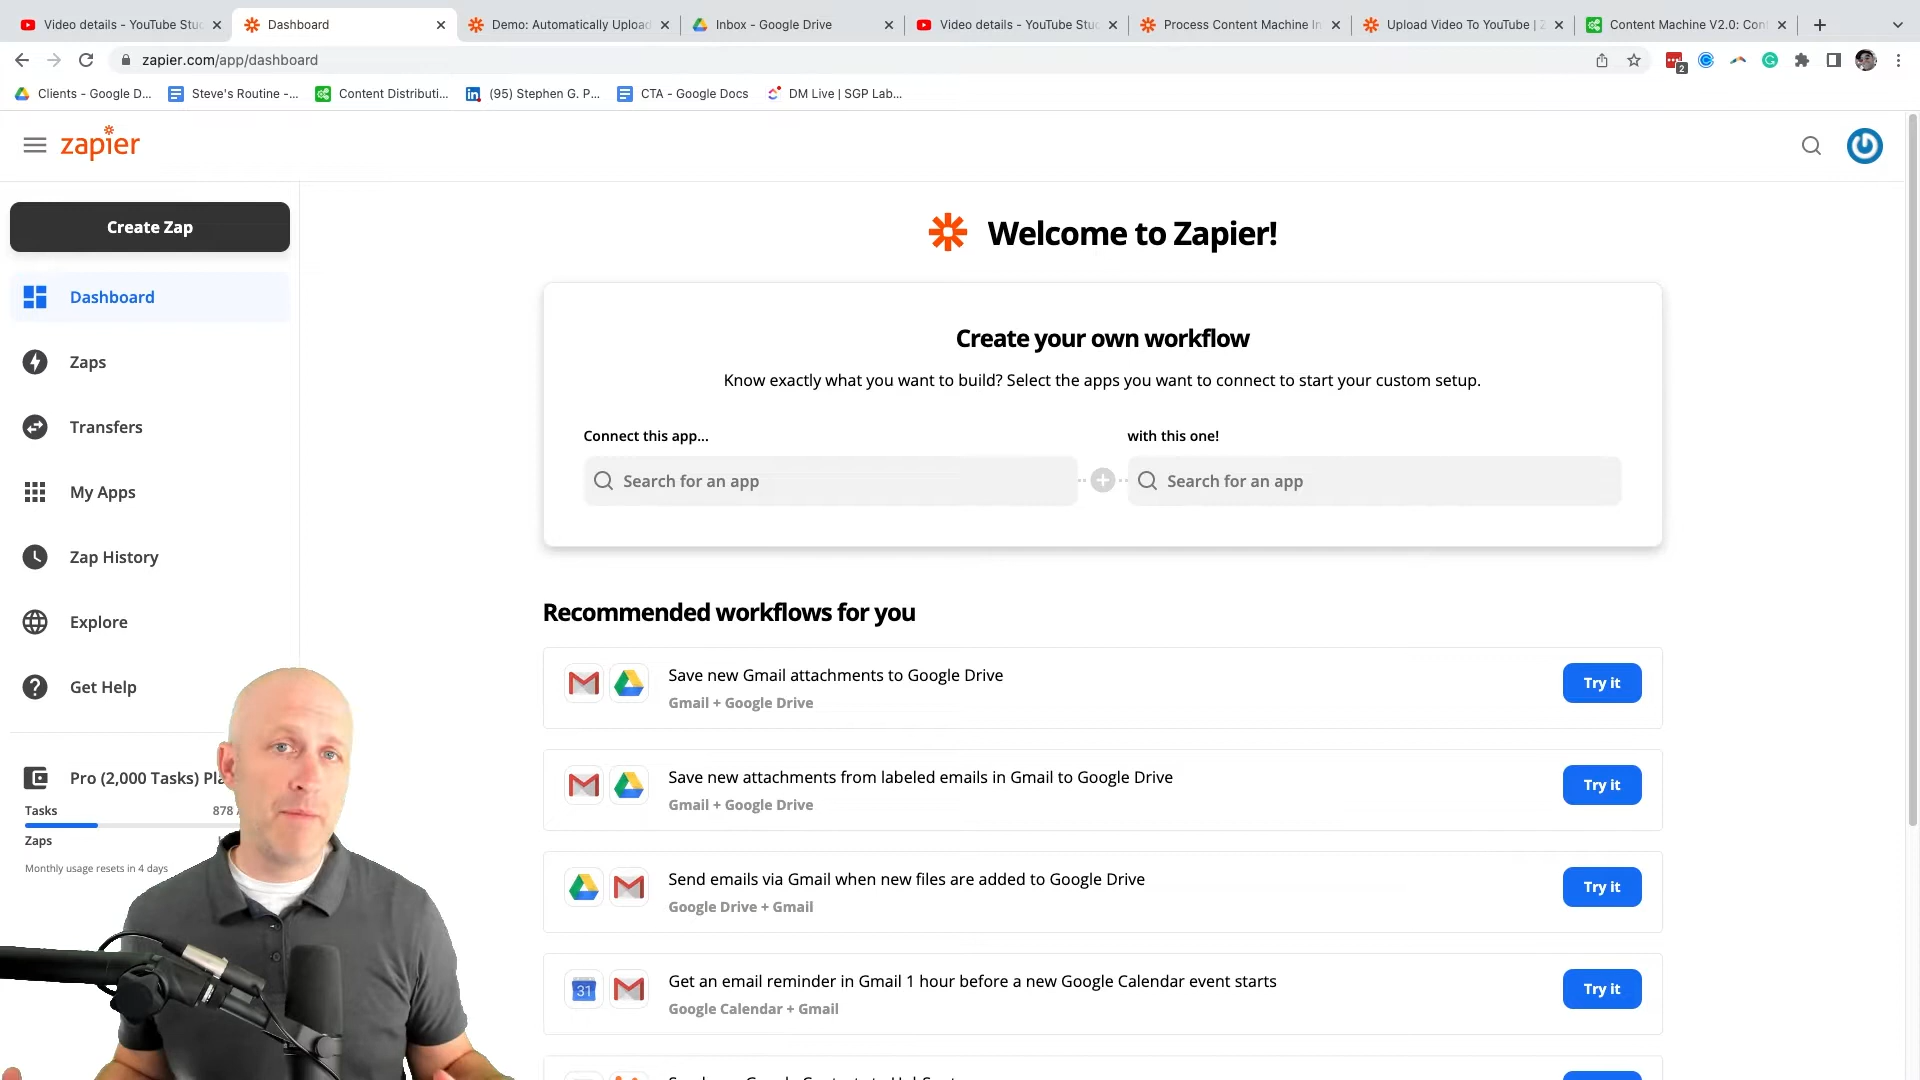 Video details - YouTube Stuc
Dashboard
Demo: Automatically Upload
Inbox - Google Drive
Video details - YouTube Stuc
Process Content Machine In
Upload Video To YouTube | Z
Content Machine V2.0: Con
zapier.com/app/dashboard
2
Clients - Google D...
Steve's Routine -...
Content Distributi...
(95) Stephen G. P...
CTA - Google Docs
DM Live | SGP Lab...
zapier
Create Zap
Dashboard
Zaps
Transfers
My Apps
Zap History
Explore
Get Help
Pro (2,000 Tasks) Pla
Tasks
878
Zaps
Monthly usage resets in 4 days
Welcome to Zapier!
Create your own workflow
Know exactly what you want to build? Select the apps you want to connect to start your custom setup.
Connect this app...
with this one!
Search for an app
Search for an app
Recommended workflows for you
Save new Gmail attachments to Google Drive
Gmail + Google Drive
Try it
Save new attachments from labeled emails in Gmail to Google Drive
Gmail + Google Drive
Try it
Send emails via Gmail when new files are added to Google Drive
Google Drive + Gmail
Try it
31
Get an email reminder in Gmail 1 hour before a new Google Calendar event starts
Google Calendar + Gmail
Try it